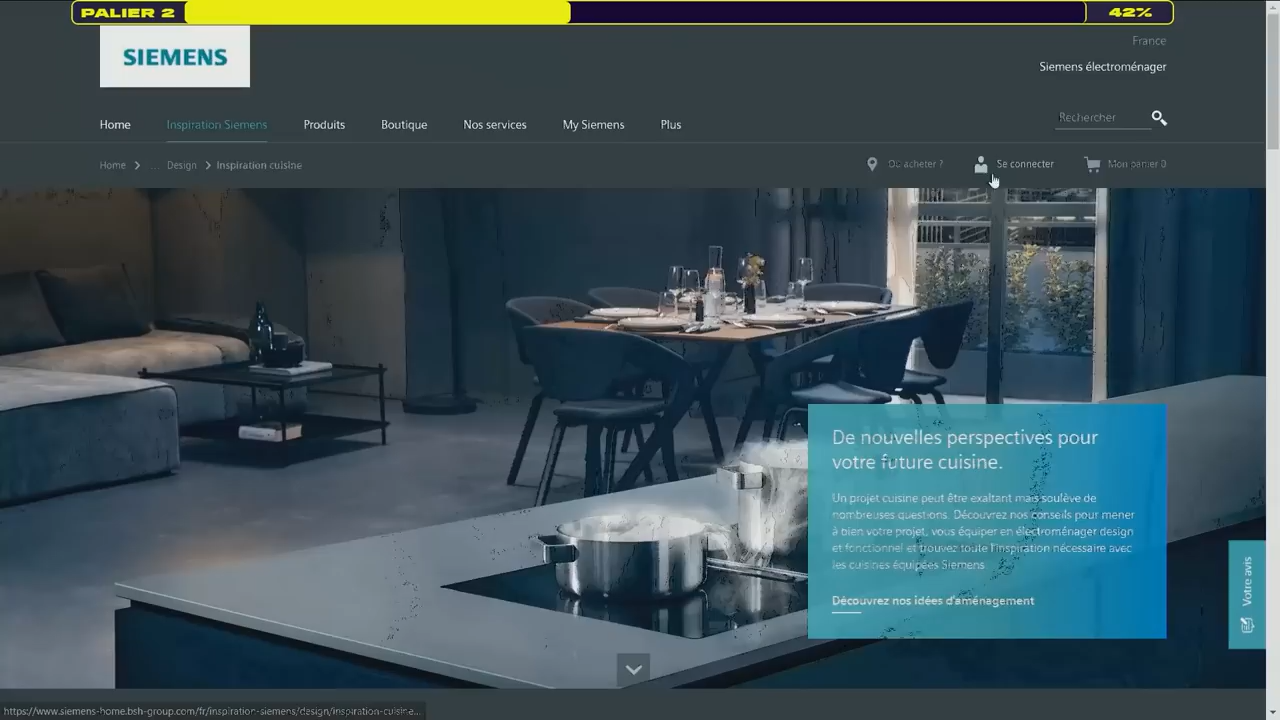 PALIER 2
42%
SIEMENS
France
Siemens électroménager
Home
Inspiration Siemens
Produits
Boutique
Nos services
My Siemens
Plus
Rechercher
Home
...
Design
Inspiration cuisine
Où acheter ?
Se connecter
Mon panier 0
De nouvelles perspectives pour
votre future cuisine.
Un projet cuisine peut être exaltant mais soulève de
nombreuses questions. Découvrez nos conseils pour mener
à bien votre projet, vous équiper en électroménager design
et fonctionnel et trouvez toute l'inspiration nécessaire avec
les cuisines équipées Siemens
Découvrez nos idées d'aménagement
Votre avis
https://www.siemens-home.bsh-group.com/fr/inspiration-siemens/design/inspiration-cuisine...